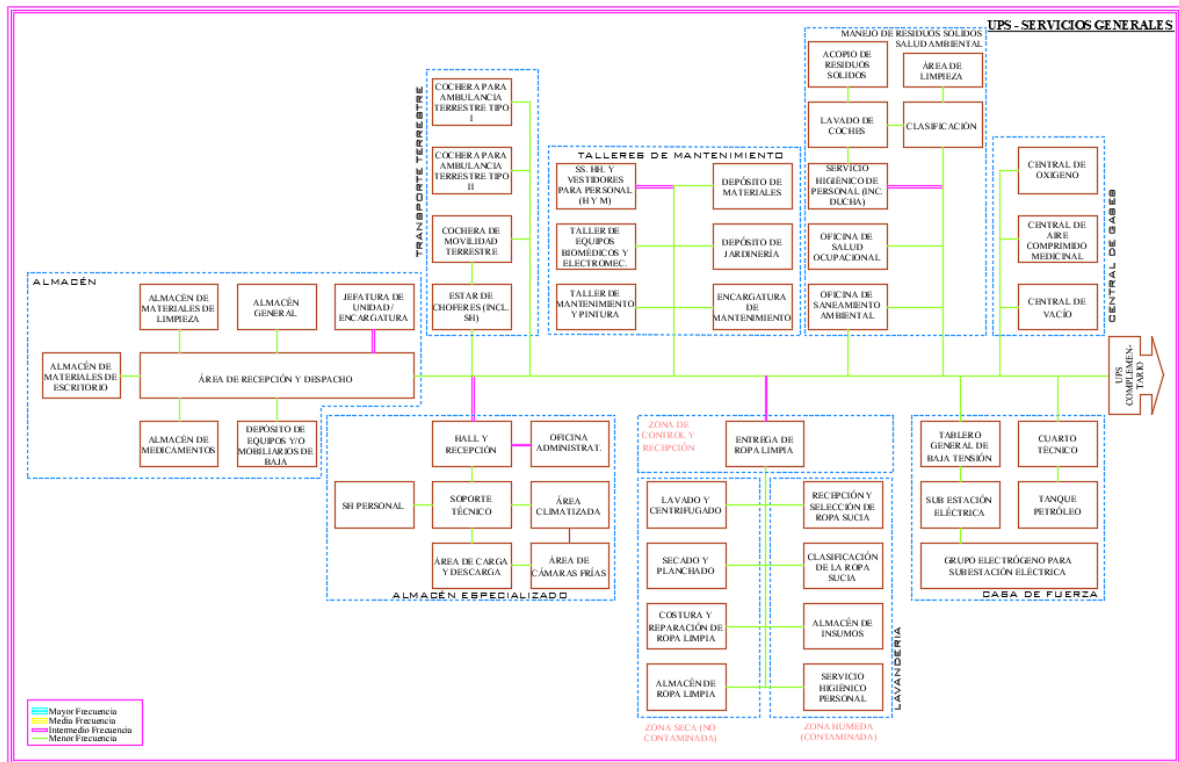 UPS - SERVICIOS GENERALES
MANEJO DE RESIDUOS SOLIDOS
SALUD AMBIENTAL
ACOPIO DE
RESIDUOS
SOLIDOS
ÁREA DE
LIMPIEZA
LAVADO DE
COCHES
CLASIFICACIÓN
SERVICIO
HIGIÉNICO DE
PERSONAL (INC.
DUCHA)
OFICINA DE
SALUD
OCUPACIONAL
OFICINA DE
SANEAMIENTO
AMBIENTAL
TRANSPORTE TERRESTRE
COCHERA PARA
AMBULANCIA
TERRESTRE TIPO
I
COCHERA PARA
AMBULANCIA
TERRESTRE TIPO
II
COCHERA DE
MOVILIDAD
TERRESTRE
ESTAR DE
CHOFERES (INCL.
SH)
TALLERES DE MANTENIMIENTO
SS. HH. Y
VESTIDORES
PARA PERSONAL
(H Y M)
DEPÓSITO DE
MATERIALES
TALLER DE
EQUIPOS
BIOMÉDICOS Y
ELECTROMEC.
DEPÓSITO DE
JARDINERÍA
TALLER DE
MANTENIMIENTO
Y PINTURA
ENCARGATURA
DE
MANTENIMIENTO
CENTRAL DE GASES
CENTRAL DE
OXIGENO
CENTRAL DE
AIRE
COMPRIMIDO
MEDICINAL
CENTRAL DE
VACÍO
ALMACÉN
ALMACÉN DE
MATERIALES DE
LIMPIEZA
ALMACÉN
GENERAL
JEFATURA DE
UNIDAD /
ENCARGATURA
ALMACÉN DE
MATERIALES DE
ESCRITORIO
ÁREA DE RECEPCIÓN Y DESPACHO
ALMACÉN DE
MEDICAMENTOS
DEPÓSITO DE
EQUIPOS Y/O
MOBILIARIOS DE
BAJA
UPS
COMPLEMEN-
TARIO
HALL Y
RECEPCIÓN
OFICINA
ADMINISTRAT.
SH PERSONAL
SOPORTE
TÉCNICO
ÁREA
CLIMATIZADA
ÁREA DE CARGA
Y DESCARGA
ÁREA DE
CÁMARAS FRÍAS
ALMACÉN ESPECIALIZADO
ZONA DE
CONTROL Y
RECEPCIÓN
ENTREGA DE
ROPA LIMPIA
LAVADO Y
CENTRIFUGADO
RECEPCIÓN Y
SELECCIÓN DE
ROPA SUCIA
SECADO Y
PLANCHADO
CLASIFICACIÓN
DE LA ROPA
SUCIA
COSTURA Y
REPARACIÓN DE
ROPA LIMPIA
ALMACÉN DE
INSUMOS
ALMACÉN DE
ROPA LIMPIA
SERVICIO
HIGIÉNICO
PERSONAL
LAVANDERIA
ZONA SECA (NO
CONTAMINADA)
ZONA HÚMEDA
(CONTAMINADA)
TABLERO
GENERAL DE
BAJA TENSIÓN
CUARTO
TÉCNICO
SUB ESTACIÓN
ELÉCTRICA
TANQUE
PETRÓLEO
GRUPO ELECTRÓGENO PARA
SUBESTACIÓN ELÉCTRICA
CASA DE FUERZA
Mayor Frecuencia
Media Frecuencia
Intermedio Frecuencia
Menor Frecuencia